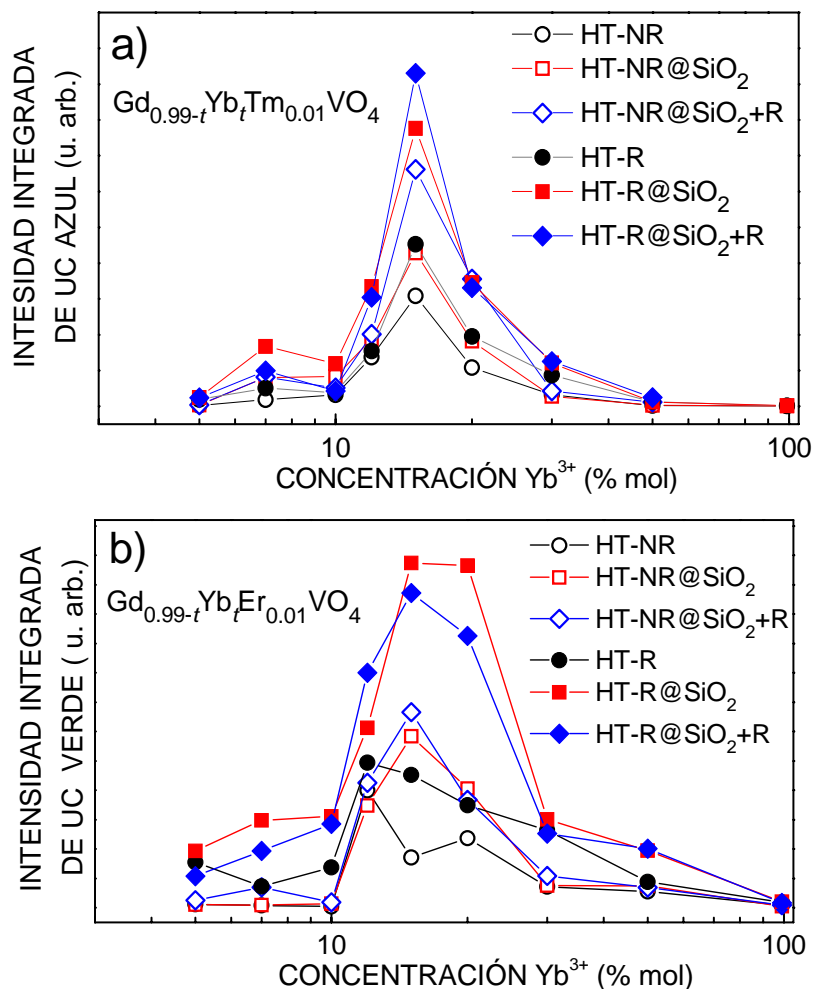 a)
Gd0.99-tYbtTm0.01VO4
HT-NR
HT-NR@SiO2
HT-NR@SiO2+R
HT-R
HT-R@SiO2
HT-R@SiO2+R
INTESIDAD INTEGRADA
DE UC AZUL (u. arb.)
10
100
CONCENTRACIÓN Yb3+ (% mol)
b)
Gd0.99-tYbtEr0.01VO4
HT-NR
HT-NR@SiO2
HT-NR@SiO2+R
HT-R
HT-R@SiO2
HT-R@SiO2+R
INTENSIDAD INTEGRADA
DE UC VERDE ( u. arb.)
10
100
CONCENTRACIÓN Yb3+ (% mol)